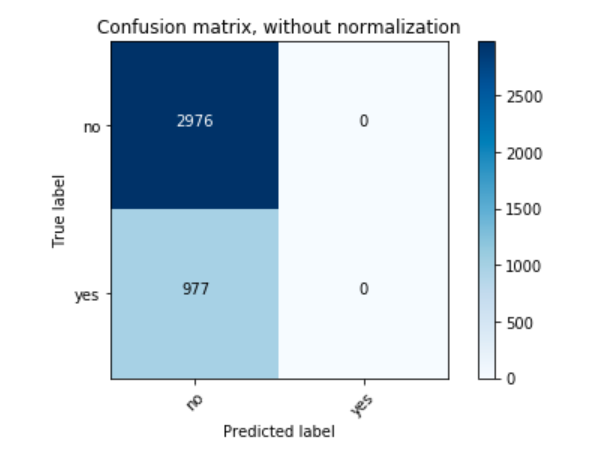 Confusion matrix, without normalization
True label
no
2976
0
yes
977
0
no
yes
Predicted label
2500
2000
1500
1000
500
0